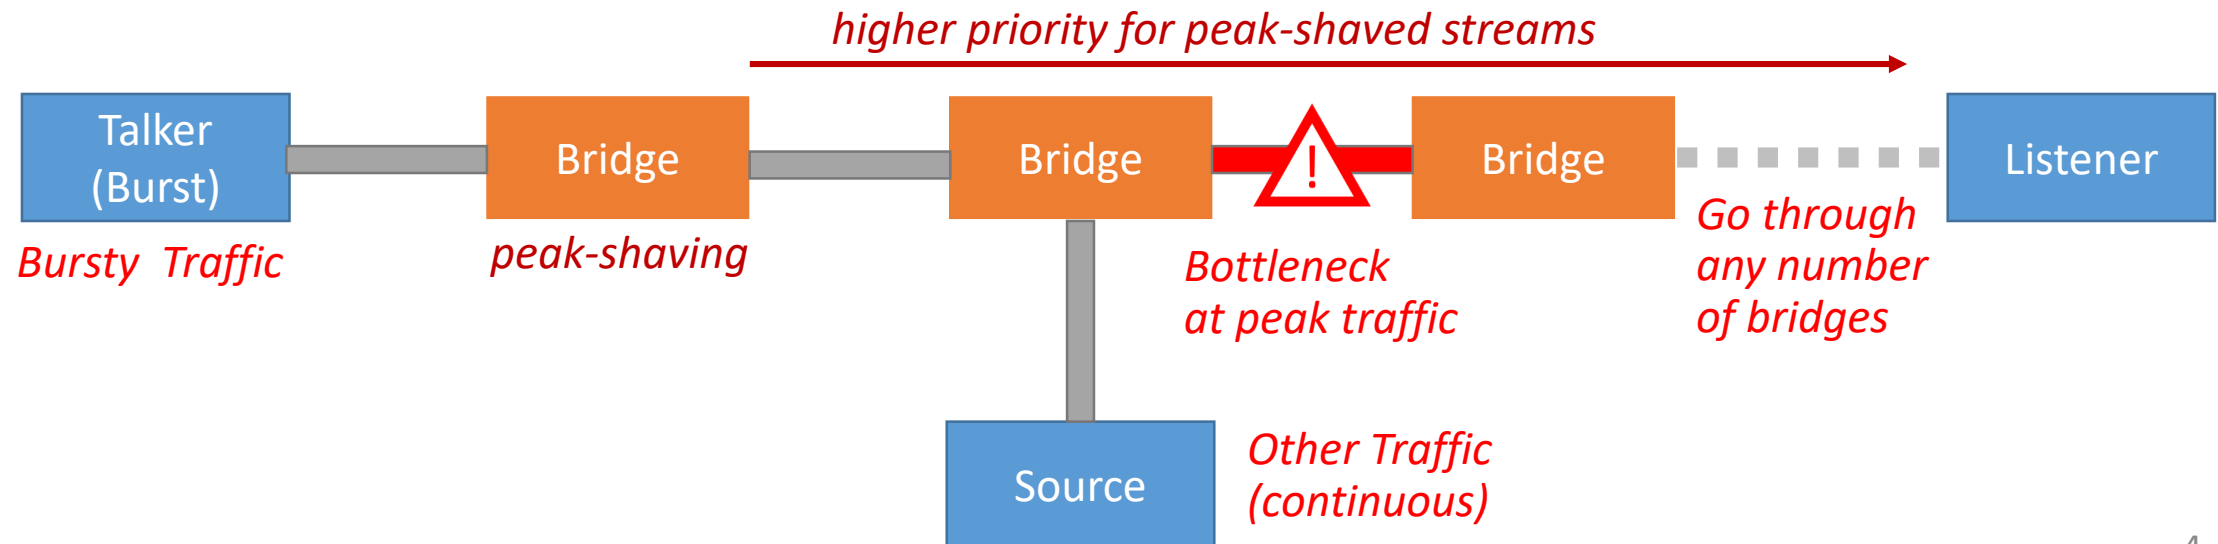 higher priority for peak-shaved streams
Talker
(Burst)
Bridge
Bridge
!
Bridge
Listener
Bursty Traffic
peak-shaving
Bottleneck
at peak traffic
Go through
any number
of bridges
Source
Other Traffic
(continuous)